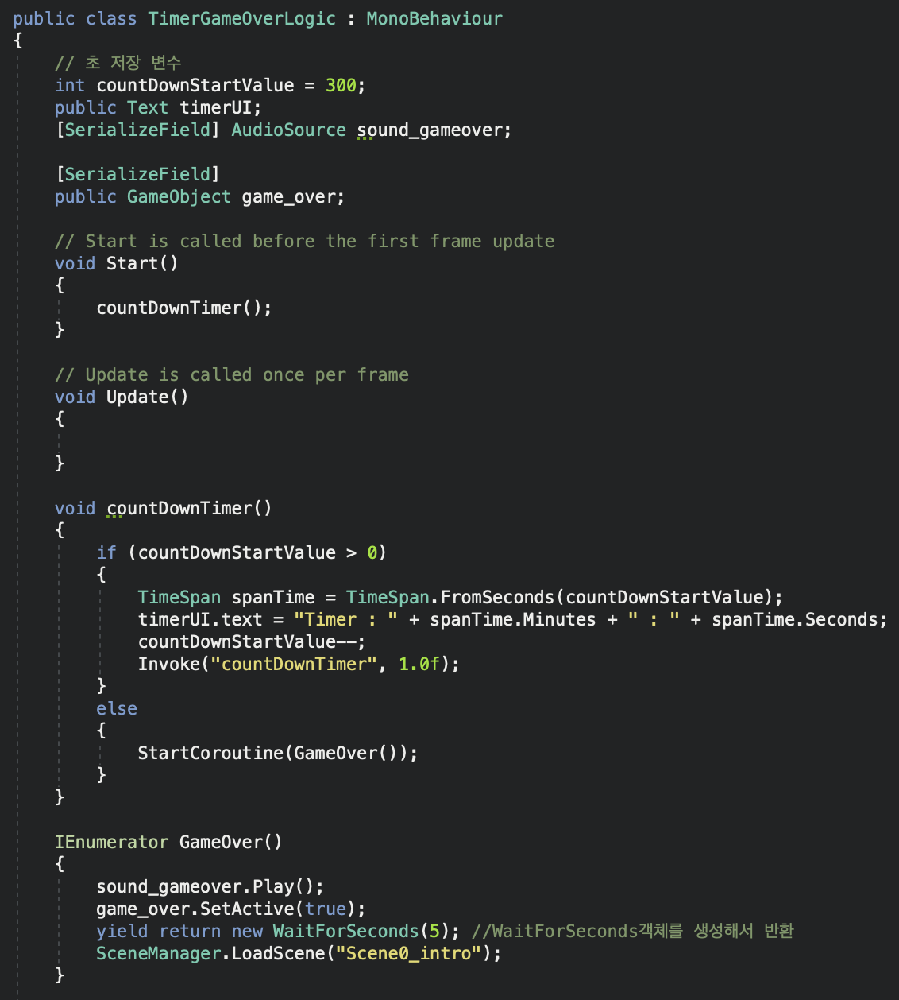 public class TimerGameOverLogic : MonoBehaviour
{
    // 초 저장 변수
    int countDownStartValue = 300;
    public Text timerUI;
    [SerializeField] AudioSource sound_gameover;

    [SerializeField]
    public GameObject game_over;

    // Start is called before the first frame update
    void Start()
    {
        countDownTimer();
    }

    // Update is called once per frame
    void Update()
    {

    }

    void countDownTimer()
    {
        if (countDownStartValue > 0)
        {
            TimeSpan spanTime = TimeSpan.FromSeconds(countDownStartValue);
            timerUI.text = "Timer : " + spanTime.Minutes + " : " + spanTime.Seconds;
            countDownStartValue--;
            Invoke("countDownTimer", 1.0f);
        }
        else
        {
            StartCoroutine(GameOver());
        }
    }

    IEnumerator GameOver()
    {
        sound_gameover.Play();
        game_over.SetActive(true);
        yield return new WaitForSeconds(5); //WaitForSeconds객체를 생성해서 반환
        SceneManager.LoadScene("Scene0_intro");
    }